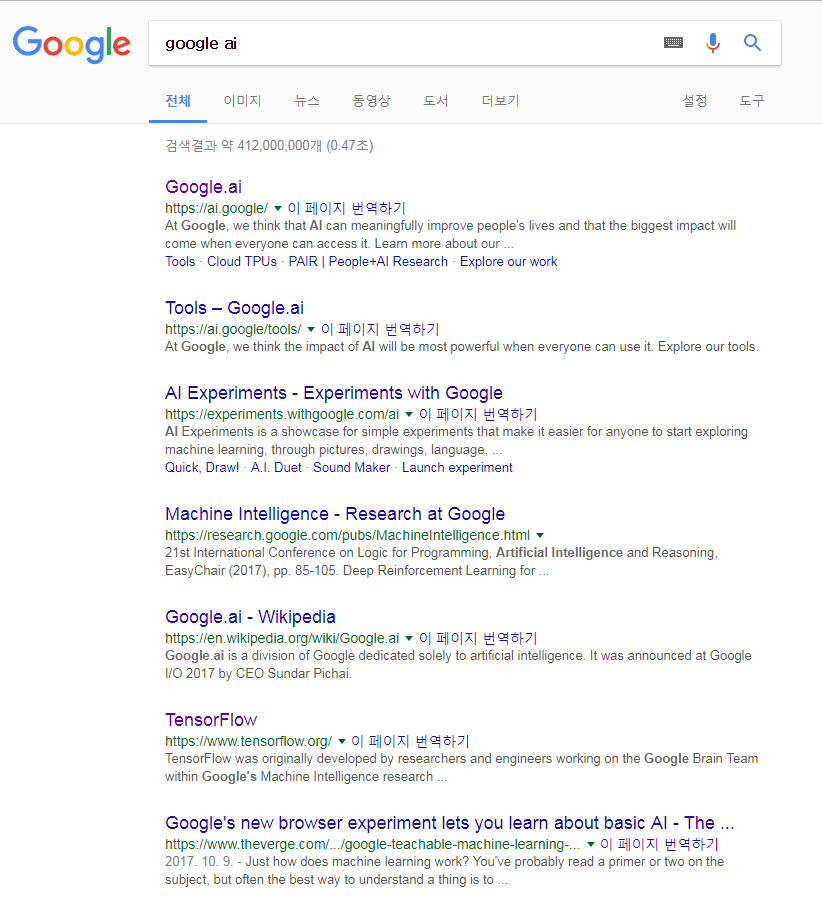 Google
google ai
전체 이미지 뉴스 동영상 도서 더보기 설정 도구
검색결과 약 412,000,000개 (0.47초)
Google.ai
https://ai.google/ ▼ 이 페이지 번역하기
At Google, we think that AI can meaningfully improve people's lives and that the biggest impact will
come when everyone can access it. Learn more about our ...
Tools · Cloud TPUs · PAIR | People+AI Research · Explore our work
Tools – Google.ai
https://ai.google/tools/ ▼ 이 페이지 번역하기
At Google, we think the impact of AI will be most powerful when everyone can use it. Explore our tools.
AI Experiments - Experiments with Google
https://experiments.withgoogle.com/ai ▼ 이 페이지 번역하기
AI Experiments is a showcase for simple experiments that make it easier for anyone to start exploring
machine learning, through pictures, drawings, language, ...
Quick, Draw! · A.I. Duet · Sound Maker · Launch experiment
Machine Intelligence - Research at Google
https://research.google.com/pubs/MachineIntelligence.html ▼
21st International Conference on Logic for Programming, Artificial Intelligence and Reasoning,
EasyChair (2017), pp. 85-105. Deep Reinforcement Learning for ...
Google.ai - Wikipedia
https://en.wikipedia.org/wiki/Google.ai ▼ 이 페이지 번역하기
Google.ai is a division of Google dedicated solely to artificial intelligence. It was announced at Google
I/O 2017 by CEO Sundar Pichai.
TensorFlow
https://www.tensorflow.org/ ▼ 이 페이지 번역하기
TensorFlow was originally developed by researchers and engineers working on the Google Brain Team
within Google's Machine Intelligence research ...
Google's new browser experiment lets you learn about basic AI - The ...
https://www.theverge.com/.../google-teachable-machine-learning-... ▼ 이 페이지 번역하기
2017. 10. 9. - Just how does machine learning work? You've probably read a primer or two on the
subject, but often the best way to understand a thing is to ...